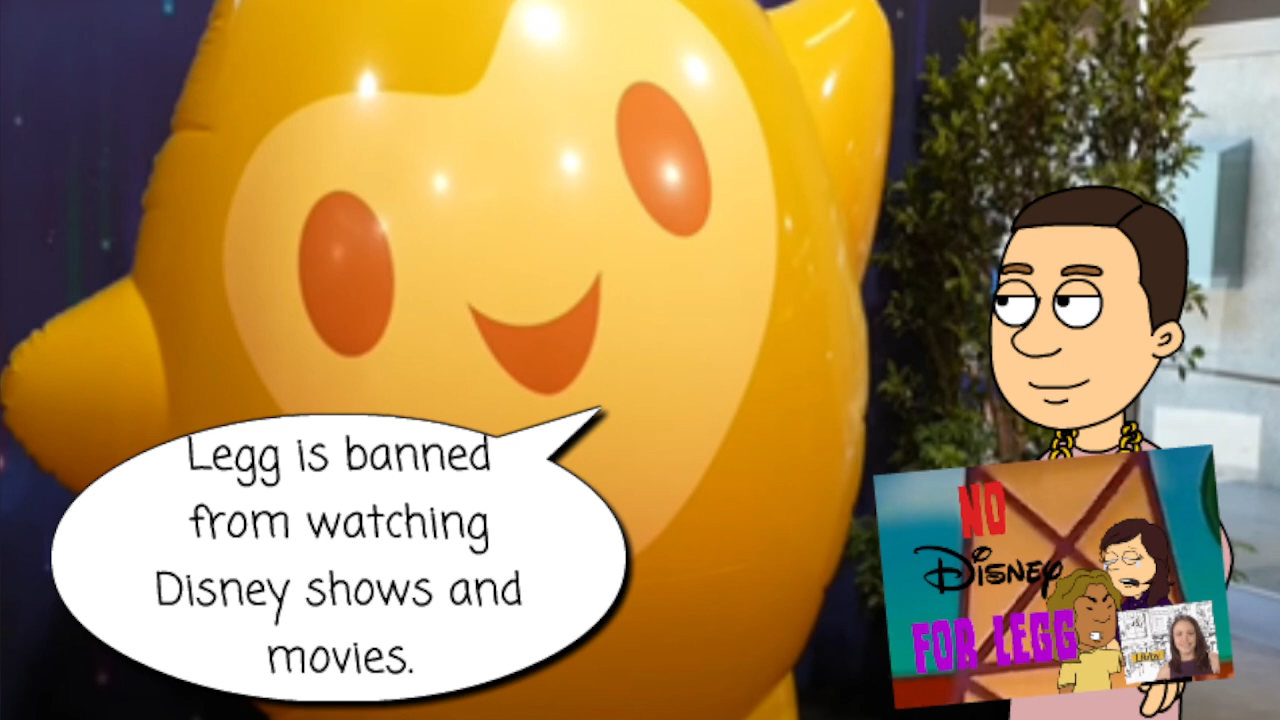 Legg is banned
from watching
Disney shows and
movies.
NO
Disney
FOR LEGG